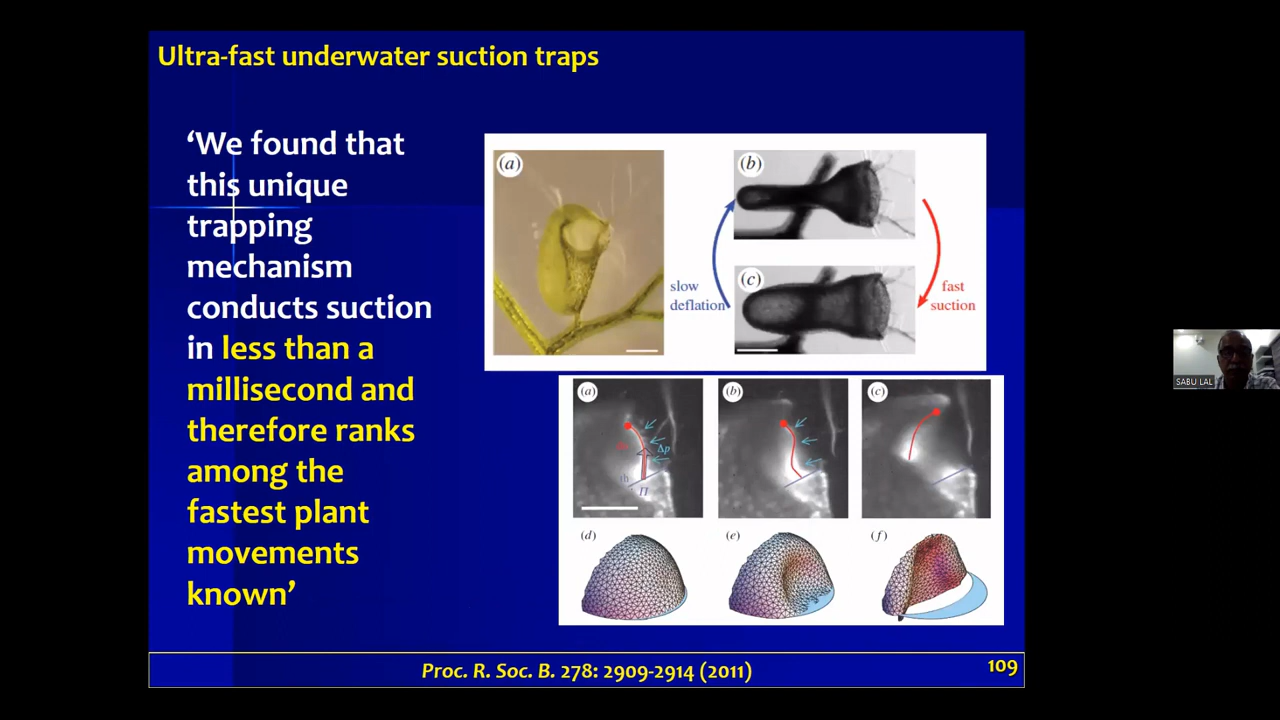 Ultra-fast underwater suction traps
‘We found that
this unique
trapping
mechanism
conducts suction
in less than a
millisecond and
therefore ranks
among the
fastest plant
movements
known’
(a)
(b)
(c)
slow
deflation
fast
suction
(a)
(b)
(c)
Δp
Π
(d)
(e)
(f)
Proc. R. Soc. B. 278: 2909-2914 (2011)
109
SABU LAL